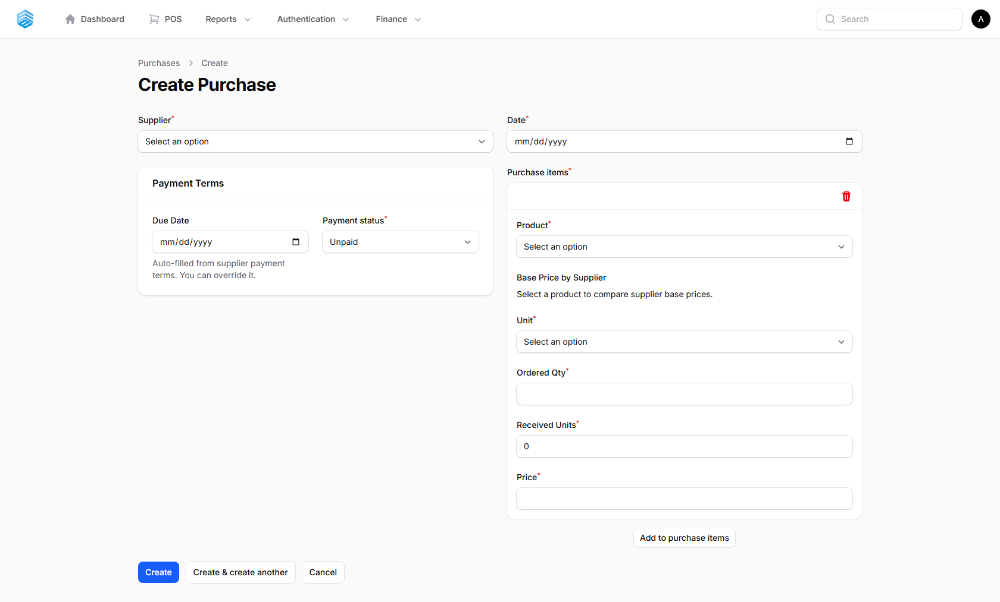 Dashboard
POS
Reports
Authentication
Finance
Search
A
Purchases
Create
Create Purchase
Supplier*
Select an option
Date*
mm/dd/yyyy
Payment Terms
Due Date
mm/dd/yyyy
Auto-filled from supplier payment
terms. You can override it.
Payment status*
Unpaid
Purchase items*
Product*
Select an option
Base Price by Supplier
Select a product to compare supplier base prices.
Unit*
Select an option
Ordered Qty*
Received Units*
0
Price*
Add to purchase items
Create
Create & create another
Cancel